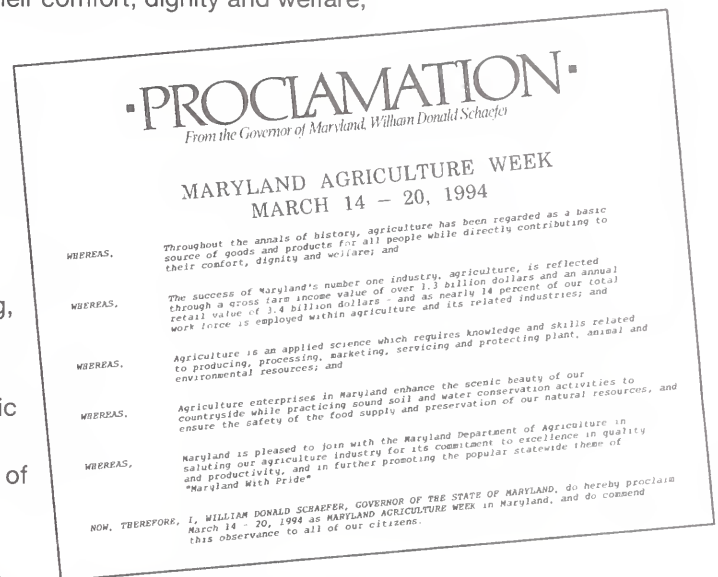 their comfort, dignity and welfare,
·PROCLAMATION·
From the Governor of Maryland, William Donald Schaefer
MARYLAND AGRICULTURE WEEK
MARCH 14 – 20, 1994
WHEREAS, Throughout the annals of history, agriculture has been regarded as a basic
source of goods and products for all people while directly contributing to
their comfort, dignity and welfare; and
WHEREAS, The success of Maryland's number one industry, agriculture, is reflected
through a gross farm income value of over 1.3 billion dollars and an annual
retail value of 3.4 billion dollars - and as nearly 14 percent of our total
work force is employed within agriculture and its related industries; and
g,
WHEREAS, Agriculture is an applied science which requires knowledge and skills related
to producing, processing, marketing, servicing and protecting plant, animal and
environmental resources; and
ic
WHEREAS, Agriculture enterprises in Maryland enhance the scenic beauty of our
countryside while practicing sound soil and water conservation activities to
ensure the safety of the food supply and preservation of our natural resources, and
of
WHEREAS, Maryland is pleased to join with the Maryland Department of Agriculture in
saluting our agriculture industry for its commitment to excellence in quality
and productivity, and in further promoting the popular statewide theme of
"Maryland With Pride"
NOW, THEREFORE, I, WILLIAM DONALD SCHAEFER, GOVERNOR OF THE STATE OF MARYLAND, do hereby proclaim
March 14 - 20, 1994 as MARYLAND AGRICULTURE WEEK in Maryland, and do commend
this observance to all of our citizens.